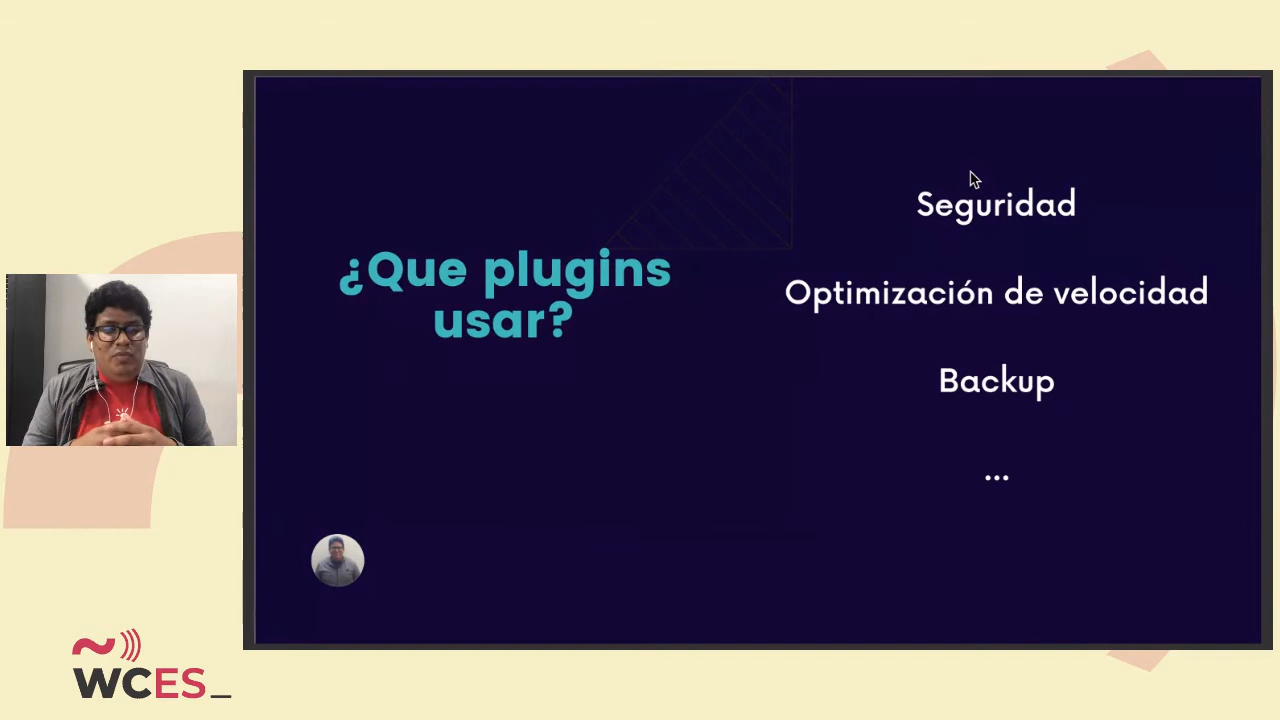 ¿Que plugins
usar?
Seguridad
Optimización de velocidad
Backup
...
WCES_